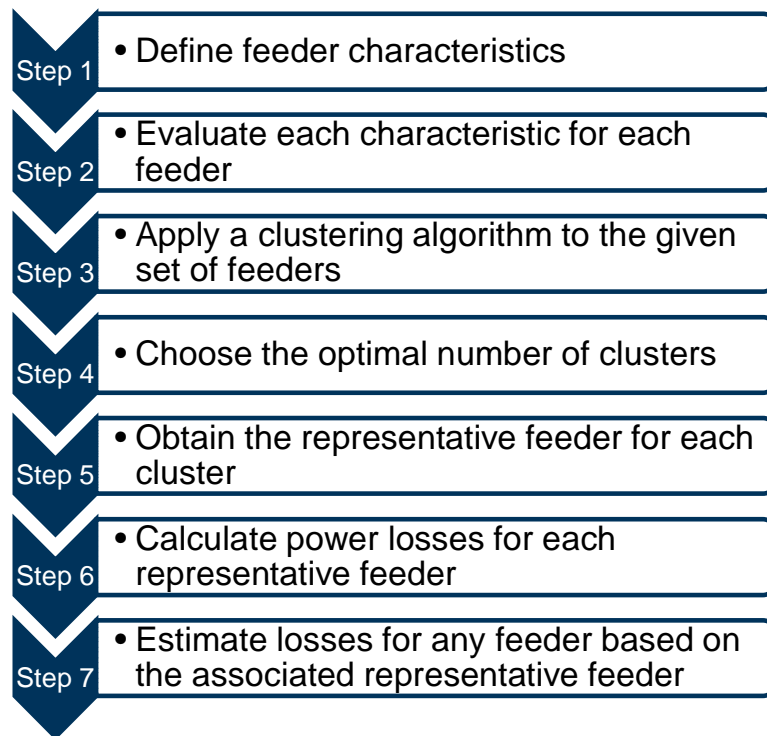 Step 1
• Define feeder characteristics
Step 2
• Evaluate each characteristic for each
feeder
Step 3
• Apply a clustering algorithm to the given
set of feeders
Step 4
• Choose the optimal number of clusters
Step 5
• Obtain the representative feeder for each
cluster
Step 6
• Calculate power losses for each
representative feeder
Step 7
• Estimate losses for any feeder based on
the associated representative feeder